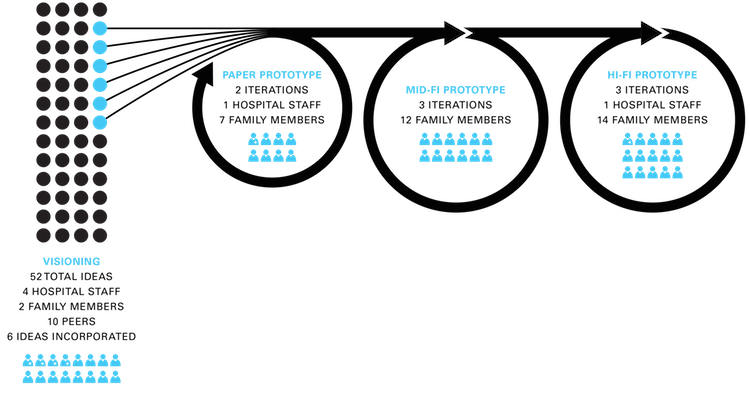 PAPER PROTOTYPE
2 ITERATIONS
1 HOSPITAL STAFF
7 FAMILY MEMBERS
MID-FI PROTOTYPE
3 ITERATIONS
12 FAMILY MEMBERS
HI-FI PROTOTYPE
3 ITERATIONS
1 HOSPITAL STAFF
14 FAMILY MEMBERS
VISIONING
52 TOTAL IDEAS
4 HOSPITAL STAFF
2 FAMILY MEMBERS
10 PEERS
6 IDEAS INCORPORATED